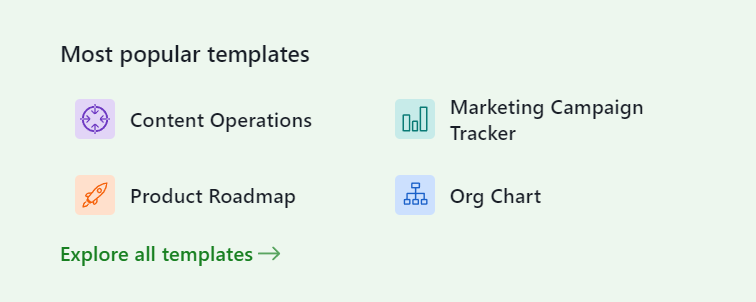 Most popular templates
Content Operations
Marketing Campaign
Tracker
Product Roadmap
Org Chart
Explore all templates